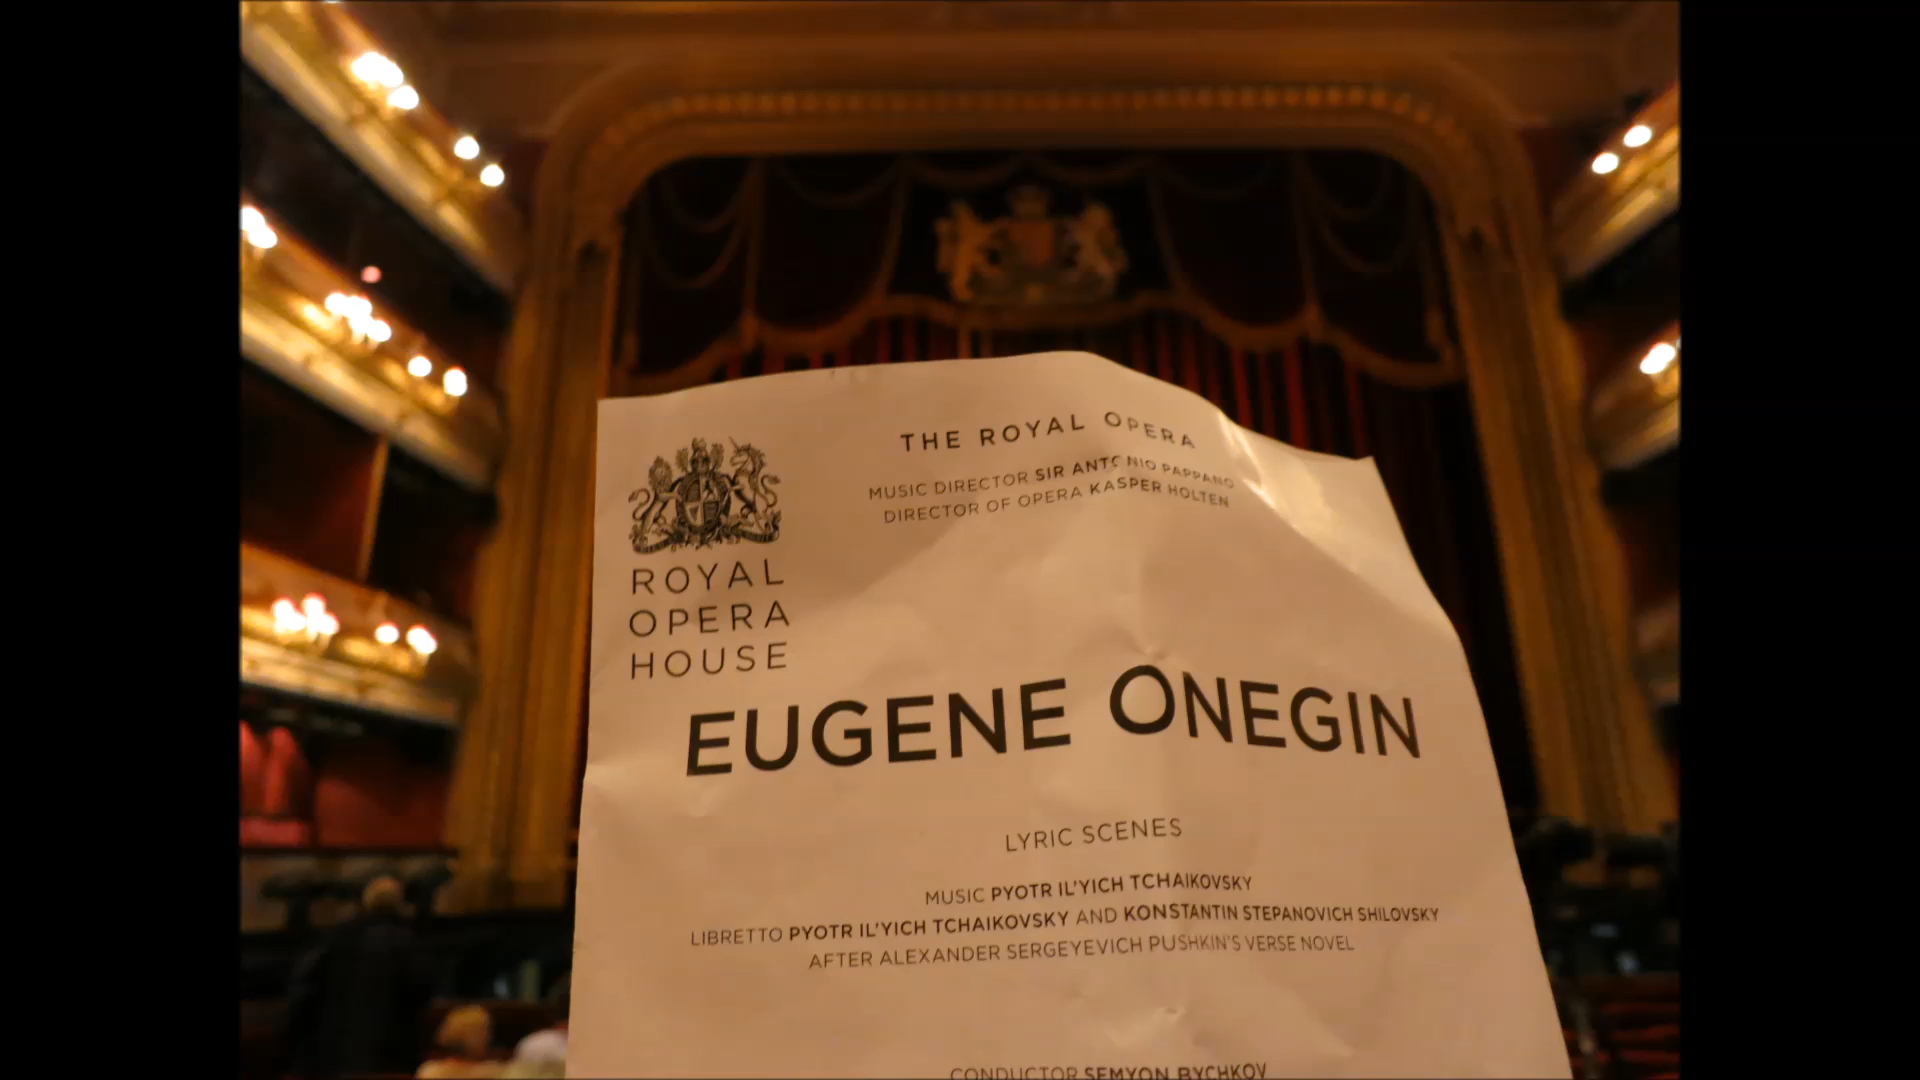 THE ROYAL OPERA
MUSIC DIRECTOR SIR ANTONIO PAPPANO
DIRECTOR OF OPERA KASPER HOLTEN
ROYAL
OPERA
HOUSE
EUGENE ONEGIN
LYRIC SCENES
MUSIC PYOTR IL'YICH TCHAIKOVSKY
LIBRETTO PYOTR IL'YICH TCHAIKOVSKY AND KONSTANTIN STEPANOVICH SHILOVSKY
AFTER ALEXANDER SERGEYEVICH PUSHKIN'S VERSE NOVEL
CONDUCTOR SEMYON BYCHKOV